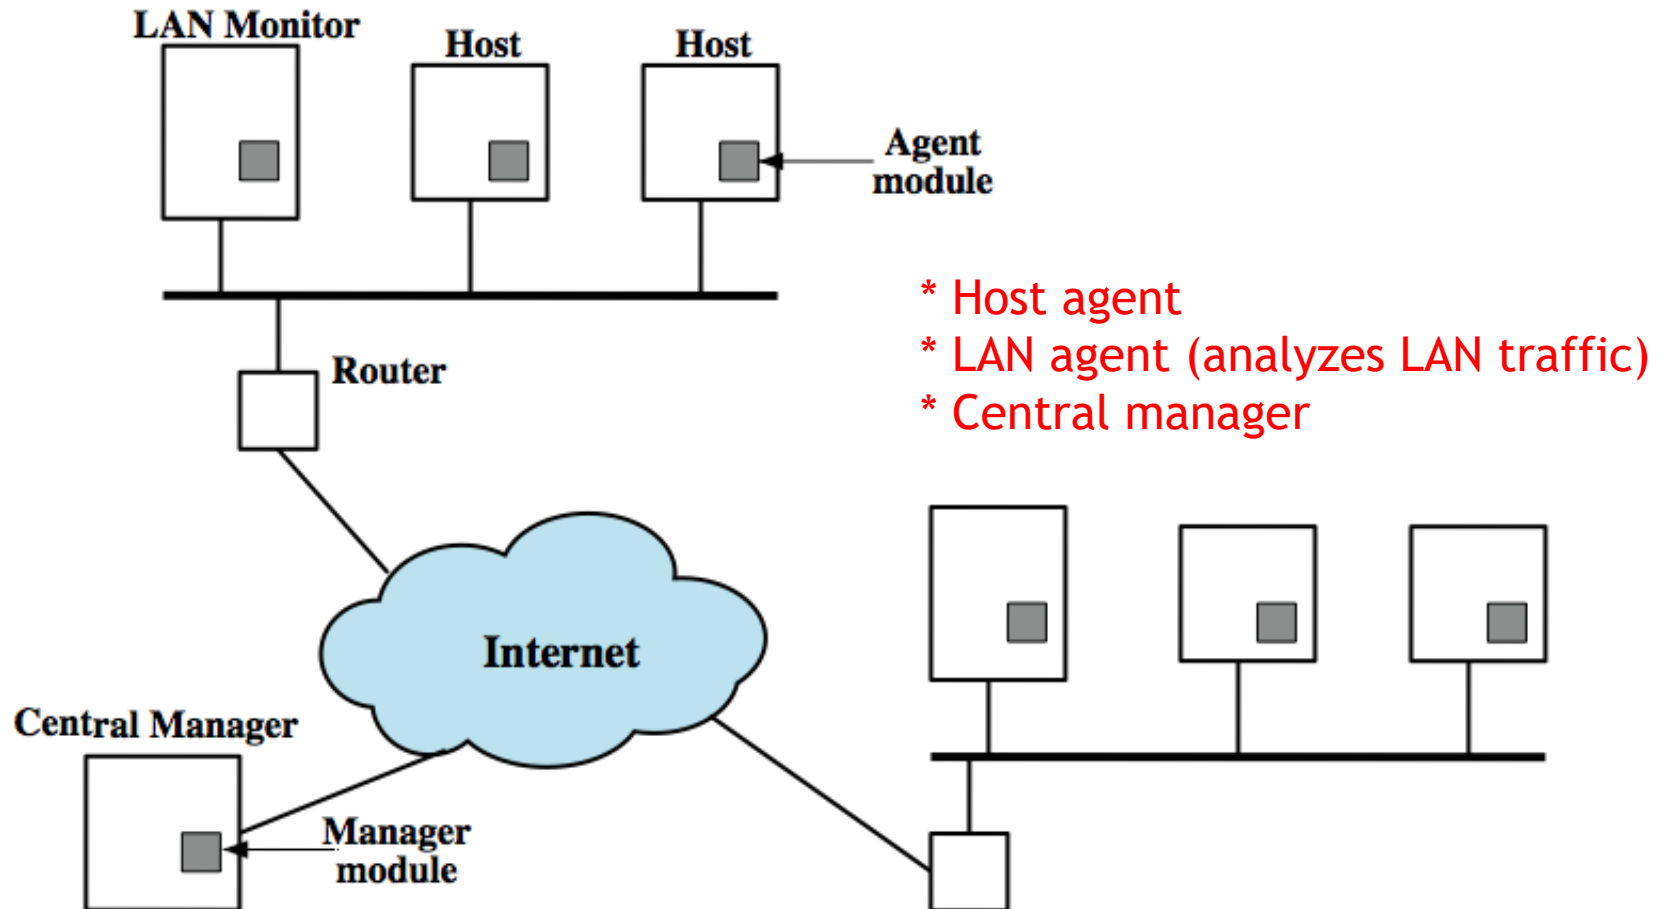 LAN Monitor
Host
Host
Agent
module
* Host agent
* LAN agent (analyzes LAN traffic)
* Central manager
Router
Internet
Central Manager
Manager
module